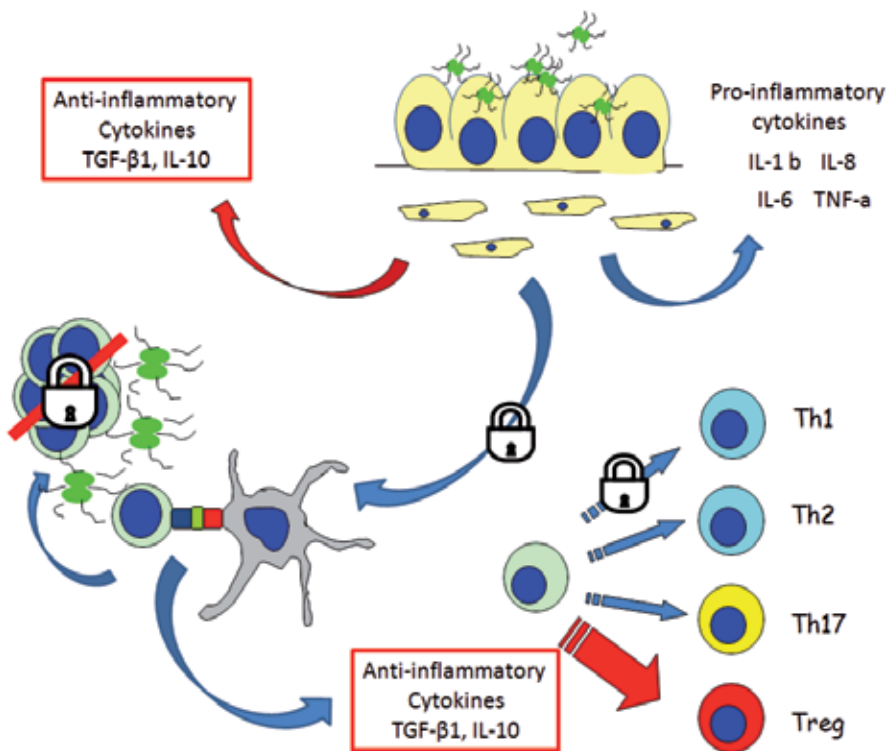 Anti-inflammatory
Cytokines
TGF-β1, IL-10
Pro-inflammatory
cytokines
IL-1 b IL-8
IL-6 TNF-a
Th1
Th2
Th17
Treg
Anti-inflammatory
Cytokines
TGF-β1, IL-10